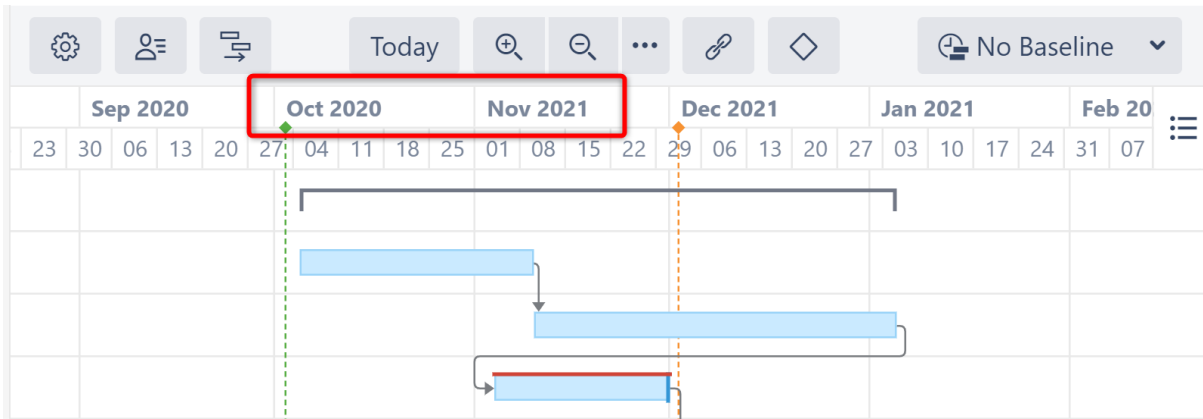 Today ... No Baseline
Sep 2020 Oct 2020 Nov 2021 Dec 2021 Jan 2021 Feb 20
23 30 06 13 20 27 04 11 18 25 01 08 15 22 29 06 13 20 27 03 10 17 24 31 07